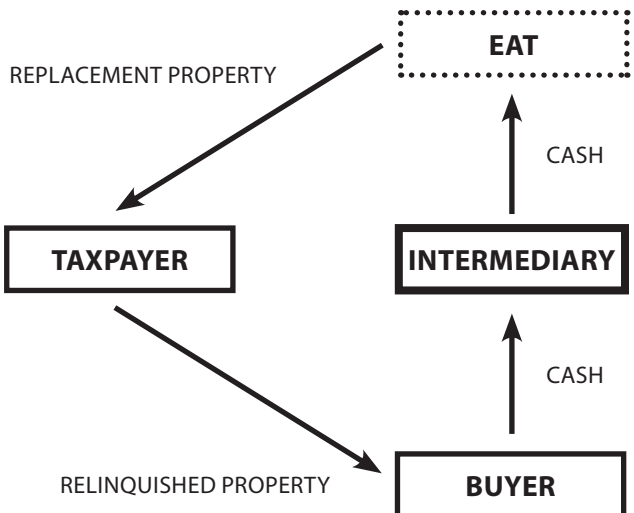 EAT
REPLACEMENT PROPERTY
CASH
TAXPAYER
INTERMEDIARY
CASH
RELINQUISHED PROPERTY
BUYER